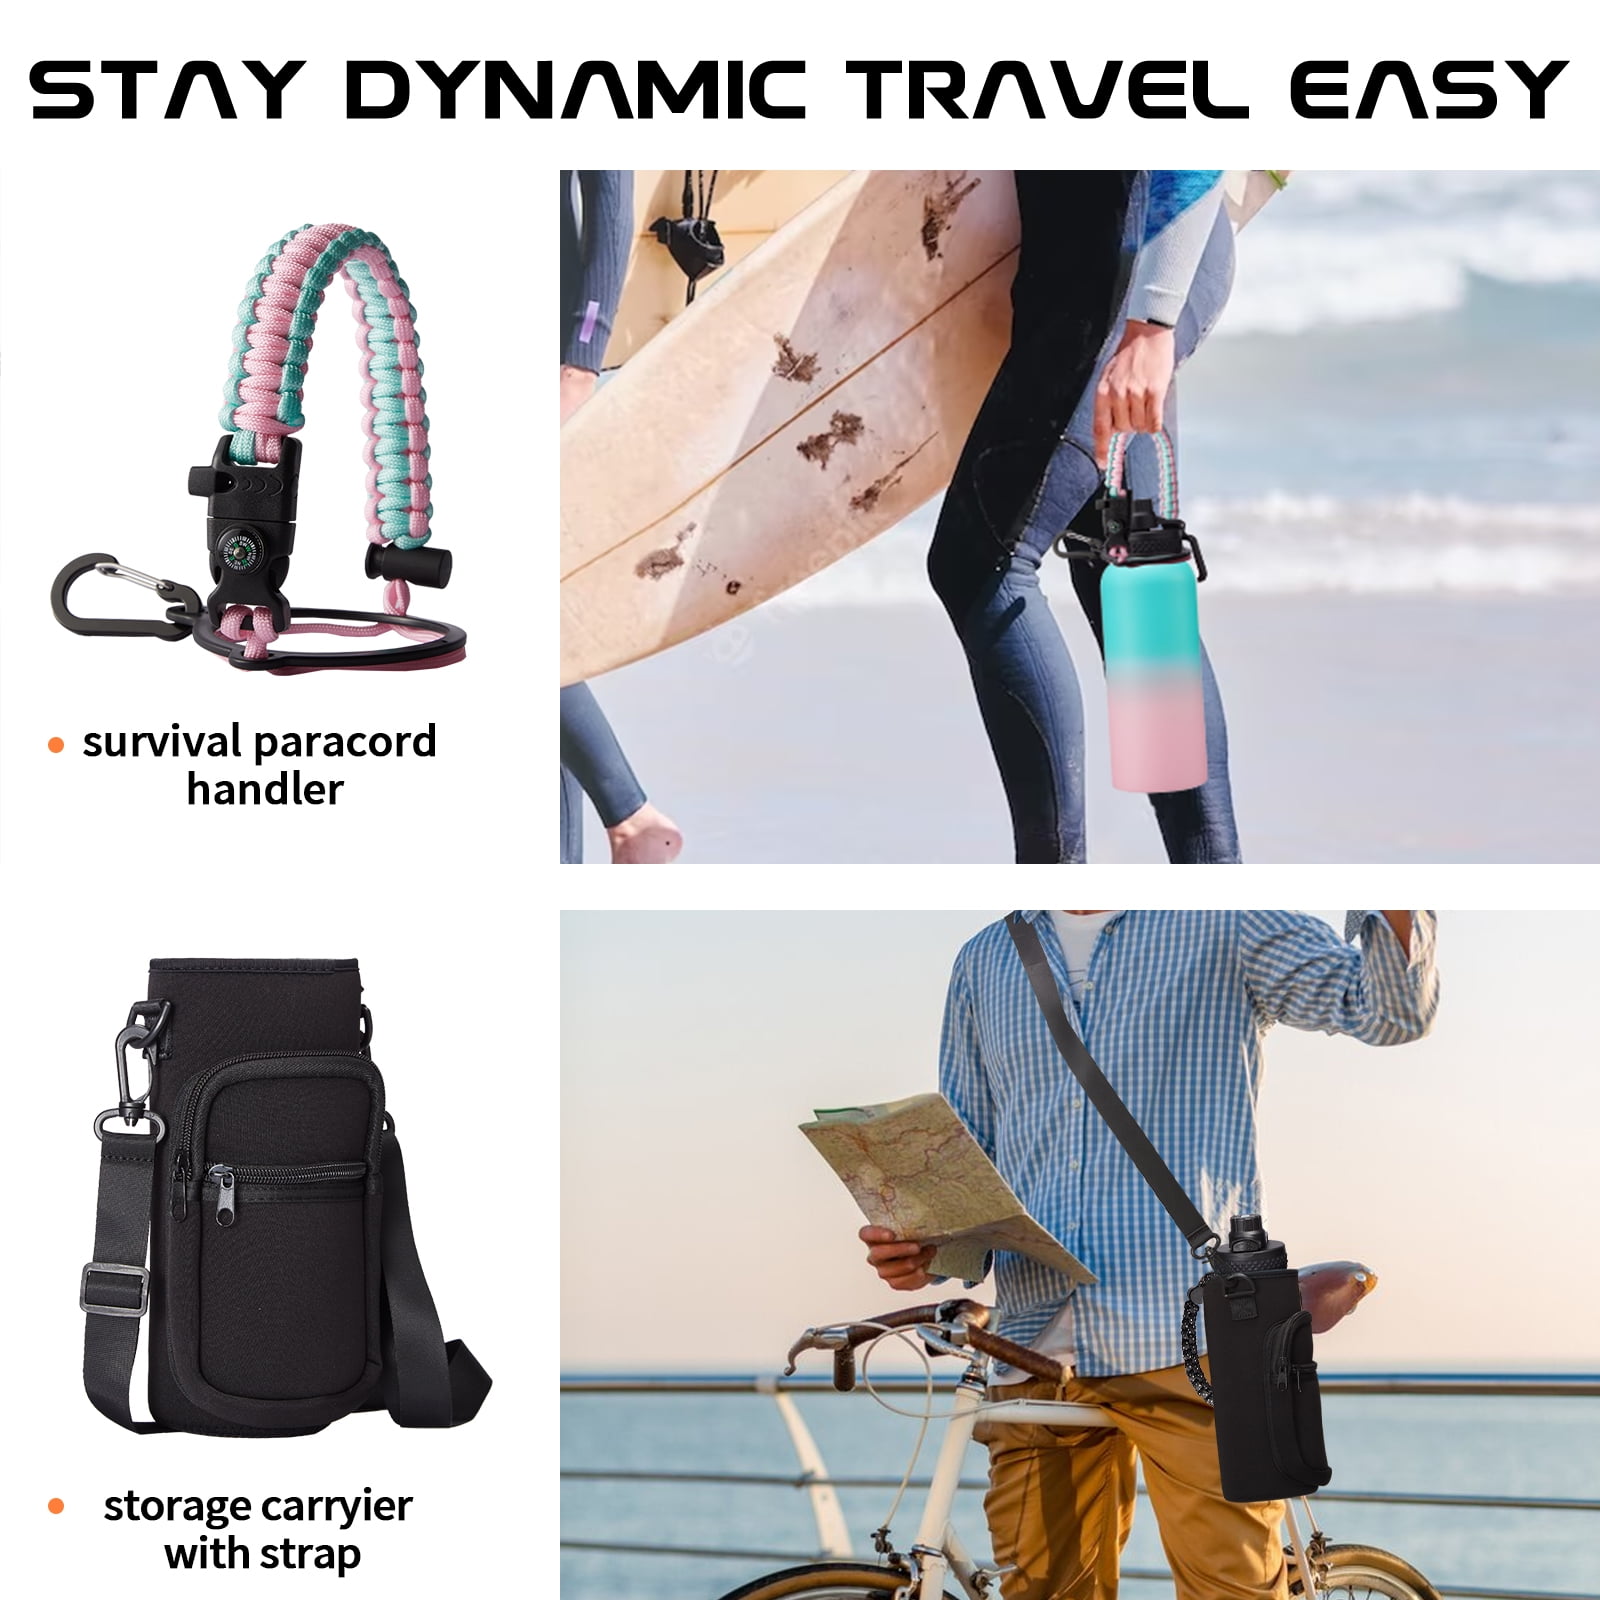 STAY DYNAMIC TRAVEL EASY
survival paracord
handler
storage carryier
with strap